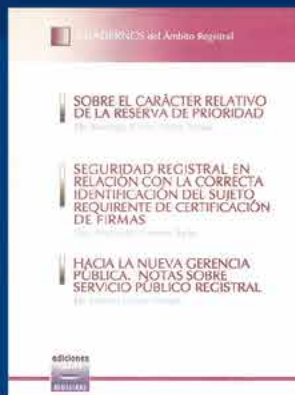 CUADERNOS del Ámbito Registral
SOBRE EL CARÁCTER RELATIVO
DE LA RESERVA DE PRIORIDAD
SEGURIDAD REGISTRAL EN
RELACIÓN CON LA CORRECTA
IDENTIFICACIÓN DEL SUJETO
REQUIRENTE DE CERTIFICACIÓN
DE FIRMAS
HACIA LA NUEVA GERENCIA
PÚBLICA. NOTAS SOBRE
SERVICIO PÚBLICO REGISTRAL
ediciones